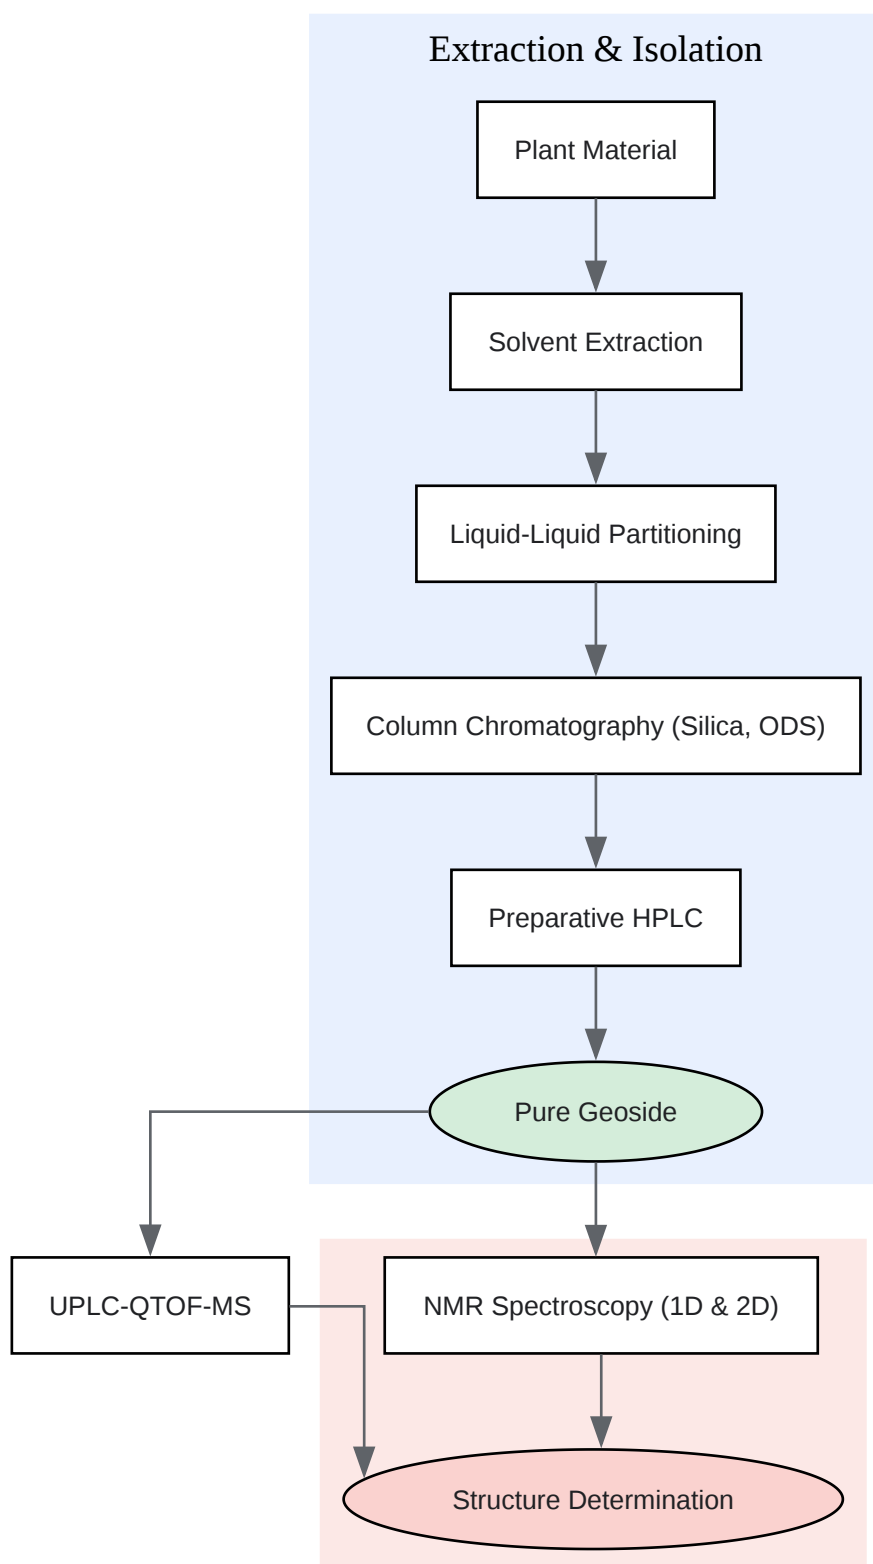 Extraction & Isolation
Plant Material
Solvent Extraction
Liquid-Liquid Partitioning
Column Chromatography (Silica, ODS)
Preparative HPLC
Pure Geoside
UPLC-QTOF-MS
NMR Spectroscopy (1D & 2D)
Structure Determination